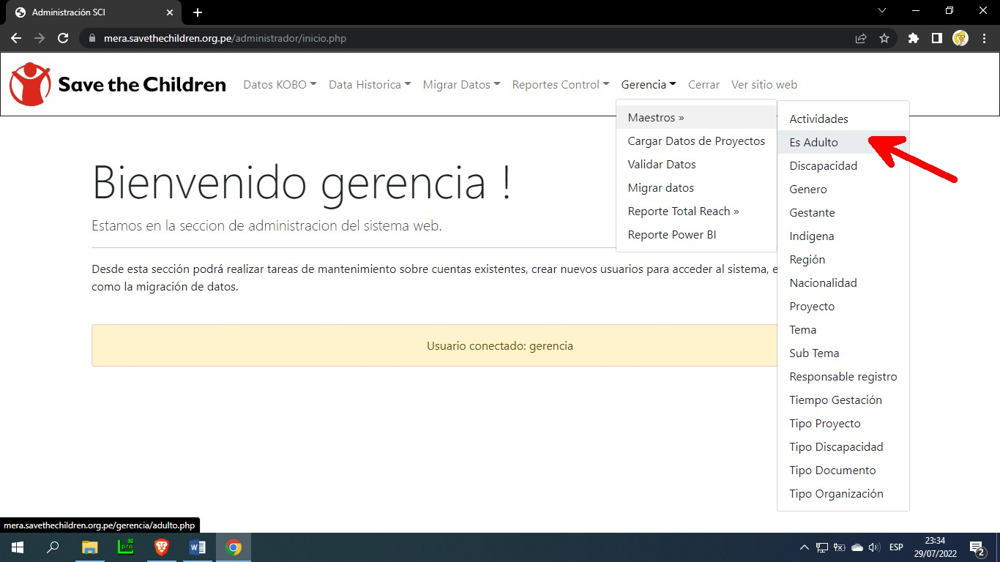 Administración SCI
mera.savethechildren.org.pe/administrador/inicio.php
Save the Children
Datos KOBO
Data Historica
Migrar Datos
Reportes Control
Gerencia
Cerrar
Ver sitio web
Maestros »
Cargar Datos de Proyectos
Validar Datos
Migrar datos
Reporte Total Reach »
Reporte Power BI
Actividades
Es Adulto
Discapacidad
Genero
Gestante
Indigena
Región
Nacionalidad
Proyecto
Tema
Sub Tema
Responsable registro
Tiempo Gestación
Tipo Proyecto
Tipo Discapacidad
Tipo Documento
Tipo Organización
Bienvenido gerencia !
Estamos en la seccion de administracion del sistema web.
Desde esta sección podrá realizar tareas de mantenimiento sobre cuentas existentes, crear nuevos usuarios para acceder al sistema, e
como la migración de datos.
Usuario conectado: gerencia
mera.savethechildren.org.pe/gerencia/adulto.php
pro
ESP
23:34
29/07/2022
2